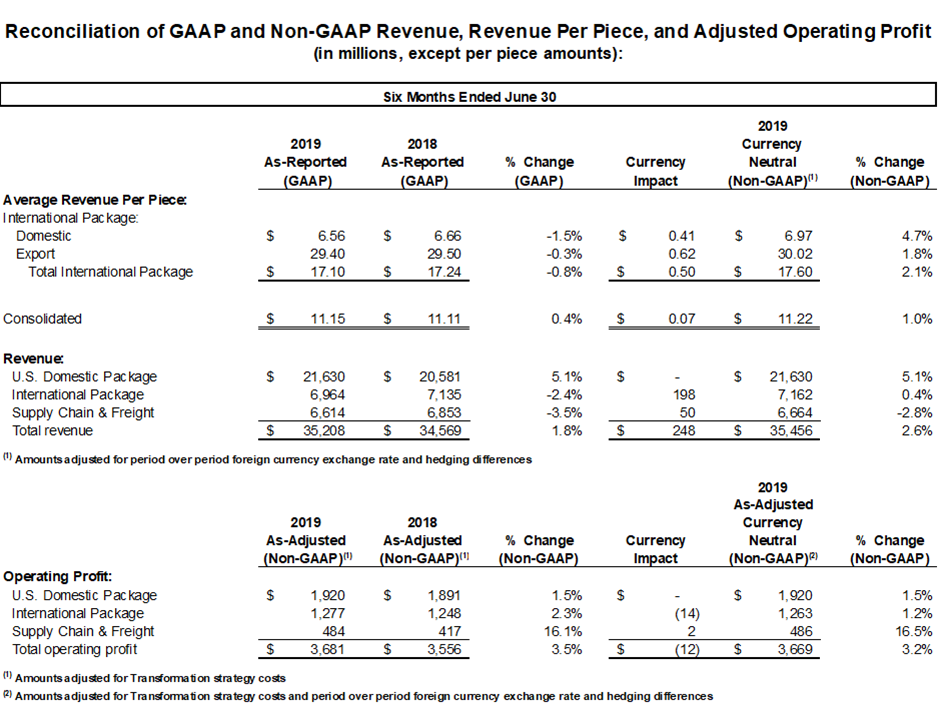 Reconciliation of GAAP and Non-GAAP Revenue, Revenue Per Piece, and Adjusted Operating Profit
(in millions, except per piece amounts):
Six Months Ended June 30
2019
2019 2018 Currency
As-Reported As-Reported % Change Currency Neutral % Change
(GAAP) (GAAP) (GAAP) Impact (Non-GAAP)(1) (Non-GAAP)
Average Revenue Per Piece:
International Package:
Domestic $ 6.56 $ 6.66 -1.5% $ 0.41 $ 6.97 4.7%
Export 29.40 29.50 -0.3% 0.62 30.02 1.8%
Total International Package $ 17.10 $ 17.24 -0.8% $ 0.50 $ 17.60 2.1%
Consolidated $ 11.15 $ 11.11 0.4% $ 0.07 $ 11.22 1.0%
Revenue:
U.S. Domestic Package $ 21,630 $ 20,581 5.1% $ - $ 21,630 5.1%
International Package 6,964 7,135 -2.4% 198 7,162 0.4%
Supply Chain & Freight 6,614 6,853 -3.5% 50 6,664 -2.8%
Total revenue $ 35,208 $ 34,569 1.8% $ 248 $ 35,456 2.6%
(1) Amounts adjusted for period over period foreign currency exchange rate and hedging differences
2019
As-Adjusted
2019 2018 Currency
As-Adjusted As-Adjusted % Change Currency Neutral % Change
(Non-GAAP)(1) (Non-GAAP)(1) (Non-GAAP) Impact (Non-GAAP)(2) (Non-GAAP)
Operating Profit:
U.S. Domestic Package $ 1,920 $ 1,891 1.5% $ - $ 1,920 1.5%
International Package 1,277 1,248 2.3% (14) 1,263 1.2%
Supply Chain & Freight 484 417 16.1% 2 486 16.5%
Total operating profit $ 3,681 $ 3,556 3.5% $ (12) $ 3,669 3.2%
(1) Amounts adjusted for Transformation strategy costs
(2) Amounts adjusted for Transformation strategy costs and period over period foreign currency exchange rate and hedging differences